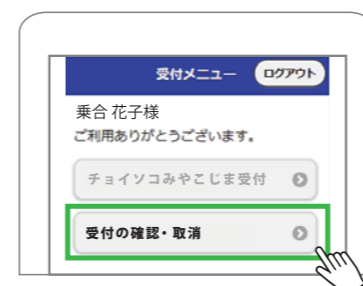 受付メニュー ログアウト
乗合 花子様
ご利用ありがとうございます。
チョイソコみやこじま受付
受付の確認・取消